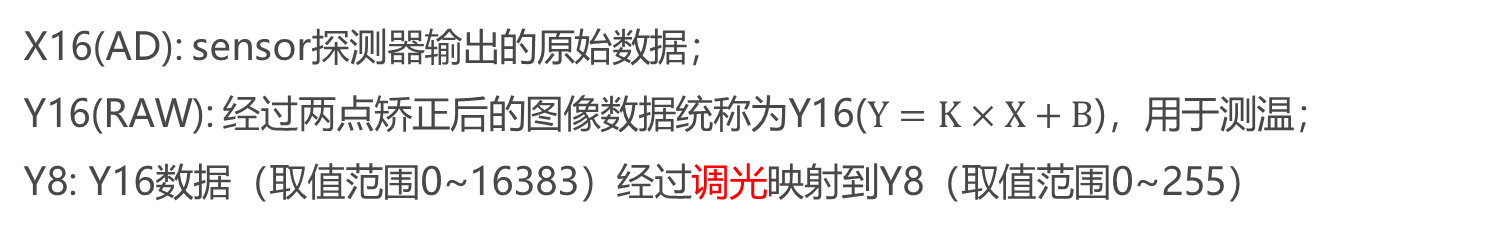 X16(AD): sensor探测器输出的原始数据；
Y16(RAW): 经过两点矫正后的图像数据统称为Y16(Y = K × X + B)，用于测温；
Y8: Y16数据（取值范围0~16383）经过调光映射到Y8（取值范围0~255）